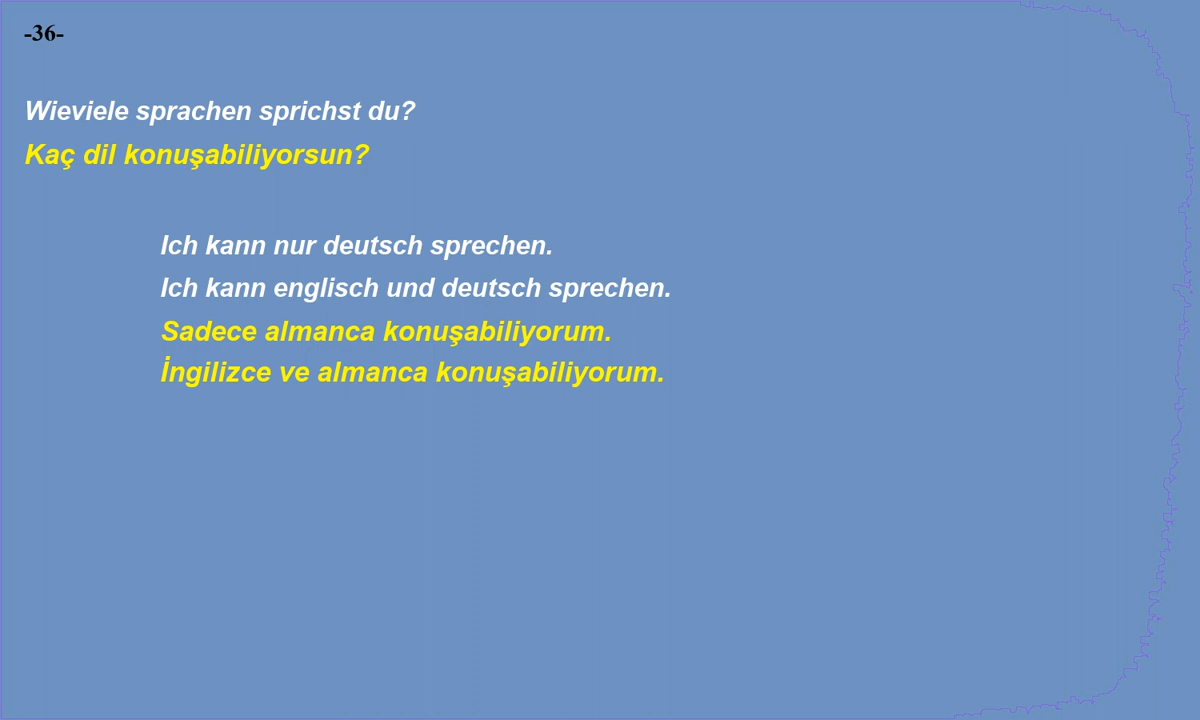 -36-
Wieviele sprachen sprichst du?
Kaç dil konuşabiliyorsun?
Ich kann nur deutsch sprechen.
Ich kann englisch und deutsch sprechen.
Sadece almanca konuşabiliyorum.
İngilizce ve almanca konuşabiliyorum.